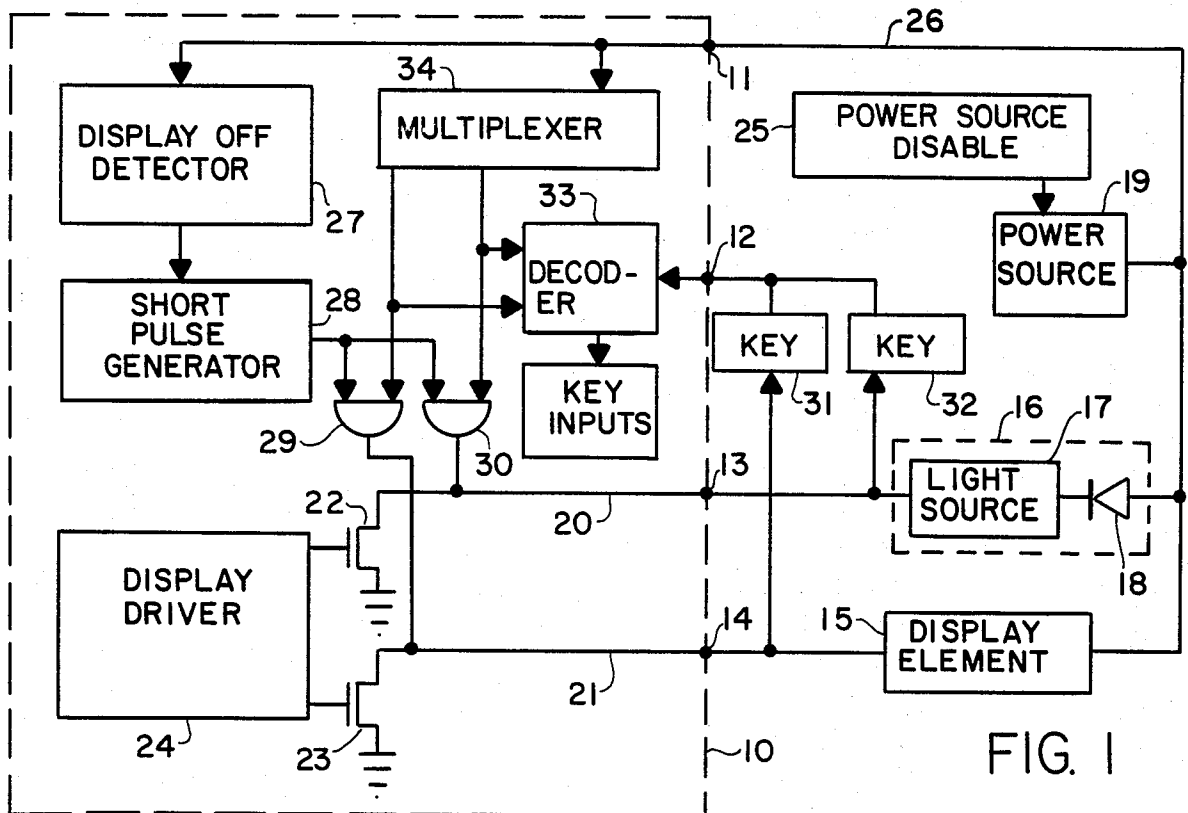 26
11
34
MULTIPLEXER
DISPLAY OFF
DETECTOR
27
25
POWER SOURCE
DISABLE
19
POWER
SOURCE
33
DECOD-
ER
12
SHORT
PULSE
GENERATOR
28
KEY
31
KEY
32
KEY
INPUTS
29
30
16
17
13
LIGHT
SOURCE
18
22
20
DISPLAY
DRIVER
24
23
21
14
15
DISPLAY
ELEMENT
10
FIG. 1